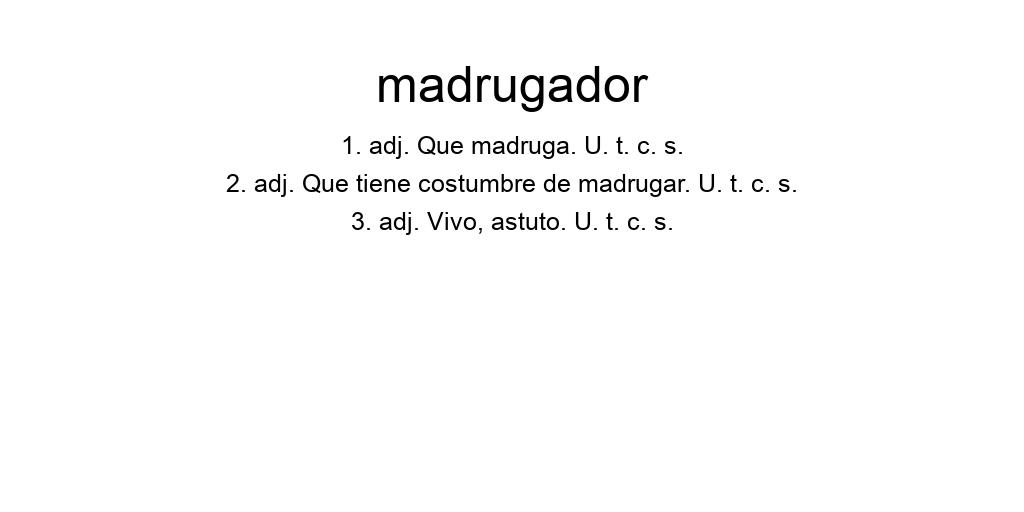 madrugador
1. adj. Que madruga. U. t. c. s.
2. adj. Que tiene costumbre de madrugar. U. t. c. s.
3. adj. Vivo, astuto. U. t. c. s.